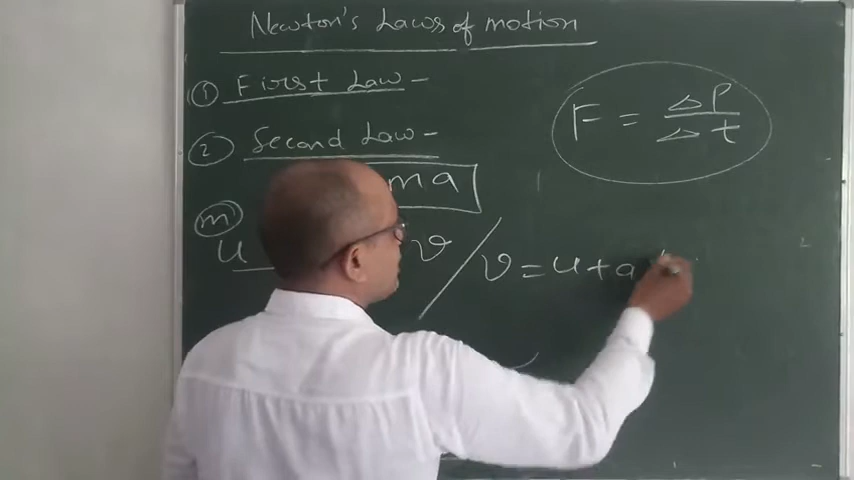 Newton's Laws of motion
① First Law -
② Second Law -
F = ΔP / Δt
ma
m
u v
v = u + a